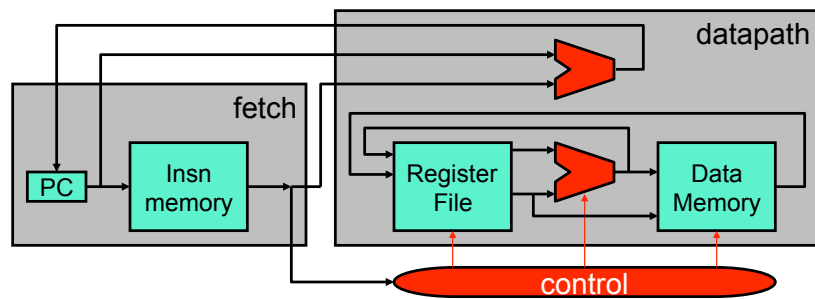 datapath
fetch
PC
Insn
memory
Register
File
Data
Memory
control